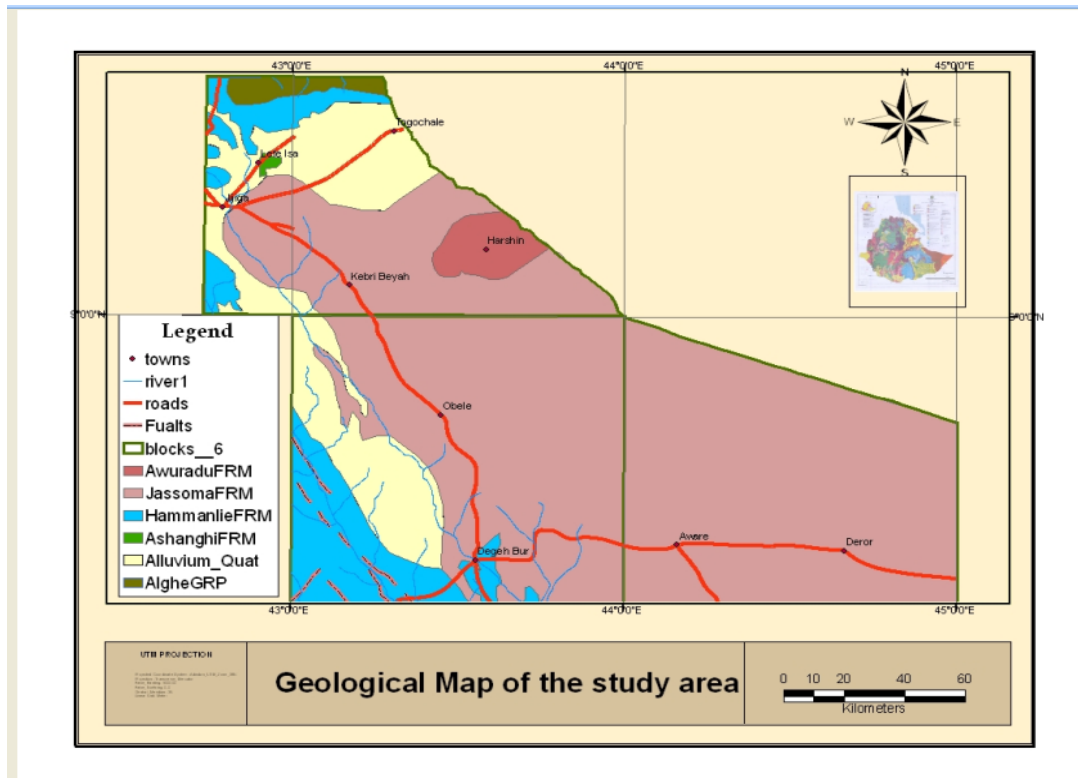 43°0'0"E
44°0'0"E
45°0'0"E
N
W
E
S
Togochale
Lefe Isa
Jijiga
Harshin
Kebri Beyah
9°0'0"N
9°0'0"N
Legend
towns
river1
roads
Fualts
blocks__6
AwuraduFRM
JassomaFRM
HammanlieFRM
AshanghiFRM
Alluvium_Quat
AlgheGRP
Obele
Degeh Bur
Aware
Deror
43°0'0"E
44°0'0"E
45°0'0"E
UTM PROJECTION
Geological Map of the study area
0 10 20 40 60
Kilometers